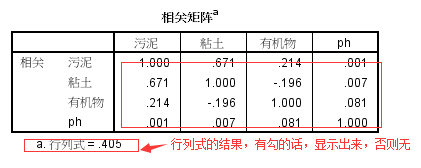 相关矩阵a
污泥 粘土 有机物 ph
相关 污泥 1.000 .671 .214 .001
粘土 .671 1.000 -.196 .007
有机物 .214 -.196 1.000 .081
ph .001 .007 .081 1.000
a. 行列式 = .405 行列式的结果，有勾的话，显示出来，否则无